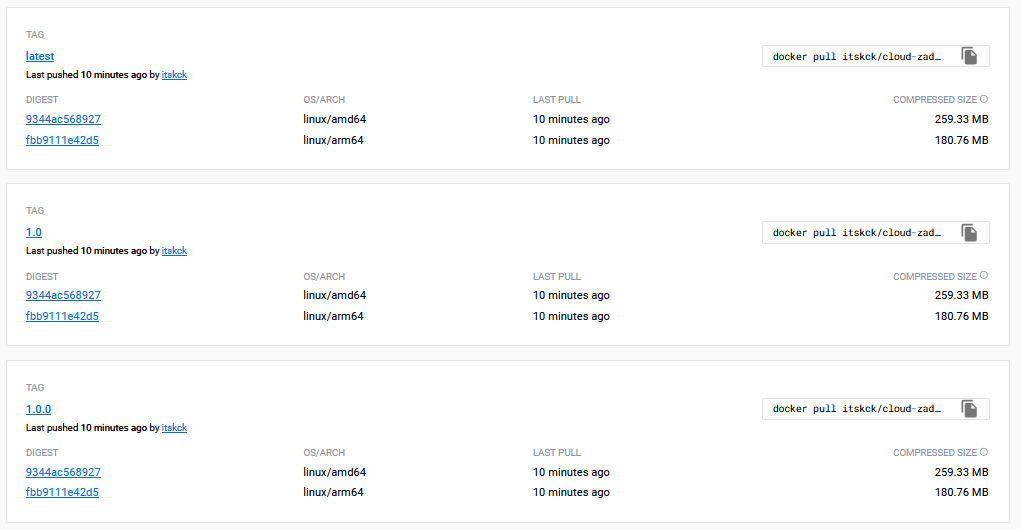 TAG
latest
docker pull itskck/cloud-zad…
Last pushed 10 minutes ago by itskck
DIGEST OS/ARCH LAST PULL COMPRESSED SIZE
9344ac568927 linux/amd64 10 minutes ago 259.33 MB
fbb9111e42d5 linux/arm64 10 minutes ago 180.76 MB
TAG
1.0
docker pull itskck/cloud-zad…
Last pushed 10 minutes ago by itskck
DIGEST OS/ARCH LAST PULL COMPRESSED SIZE
9344ac568927 linux/amd64 10 minutes ago 259.33 MB
fbb9111e42d5 linux/arm64 10 minutes ago 180.76 MB
TAG
1.0.0
docker pull itskck/cloud-zad…
Last pushed 10 minutes ago by itskck
DIGEST OS/ARCH LAST PULL COMPRESSED SIZE
9344ac568927 linux/amd64 10 minutes ago 259.33 MB
fbb9111e42d5 linux/arm64 10 minutes ago 180.76 MB